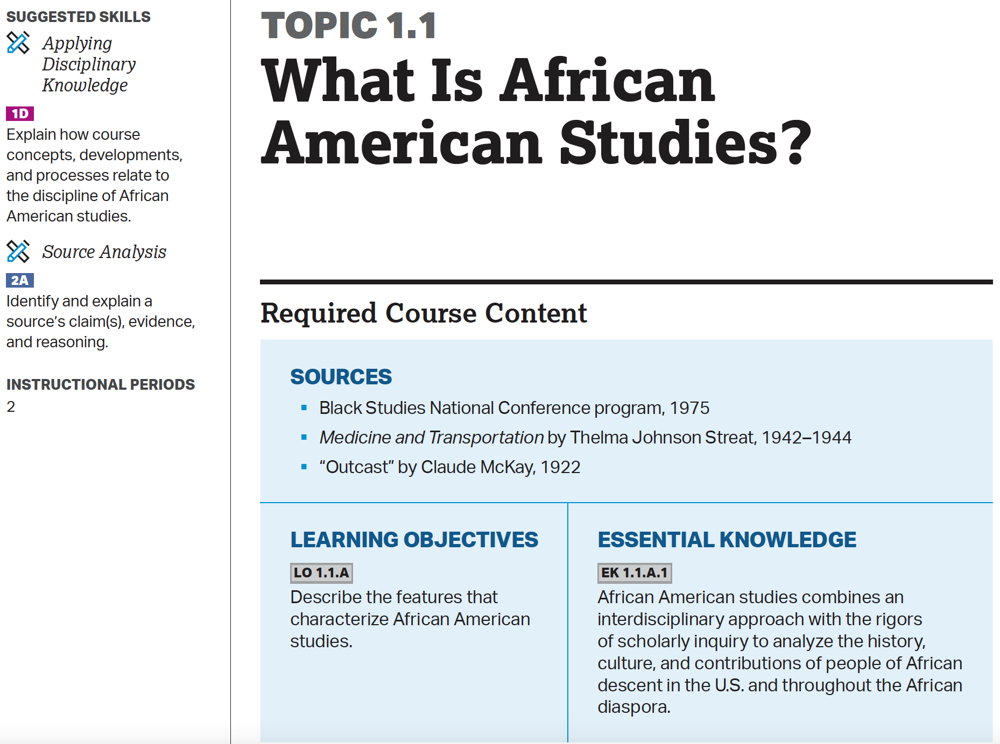 SUGGESTED SKILLS
Applying
Disciplinary
Knowledge
1D
Explain how course
concepts, developments,
and processes relate to
the discipline of African
American studies.
Source Analysis
2A
Identify and explain a
source’s claim(s), evidence,
and reasoning.
INSTRUCTIONAL PERIODS
2
TOPIC 1.1
What Is African
American Studies?
Required Course Content
SOURCES
▪ Black Studies National Conference program, 1975
▪ Medicine and Transportation by Thelma Johnson Streat, 1942–1944
▪ “Outcast” by Claude McKay, 1922
LEARNING OBJECTIVES
LO 1.1.A
Describe the features that
characterize African American
studies.
ESSENTIAL KNOWLEDGE
EK 1.1.A.1
African American studies combines an
interdisciplinary approach with the rigors
of scholarly inquiry to analyze the history,
culture, and contributions of people of African
descent in the U.S. and throughout the African
diaspora.